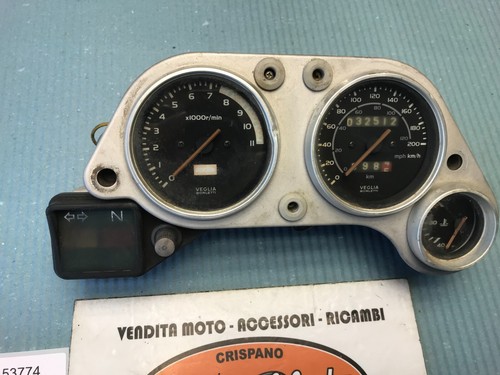 0 1 2 3 4 5 6 7 8 9 10 11
x1000r/min
VEGLIA
BORLETTI
0 20 40 60 80 100 120 140 160 180 200
032512
mph km/h
km
VEGLIA
BORLETTI
40
N
53774
VENDITA MOTO - ACCESSORI - RICAMBI
CRISPANO